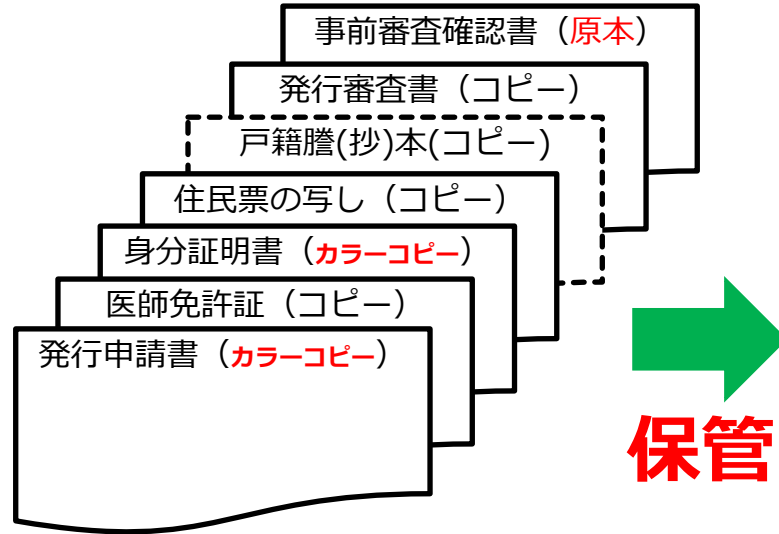 事前審査確認書（原本）
発行審査書（コピー）
戸籍謄(抄)本(コピー)
住民票の写し（コピー）
身分証明書（カラーコピー）
医師免許証（コピー）
発行申請書（カラーコピー）
保管